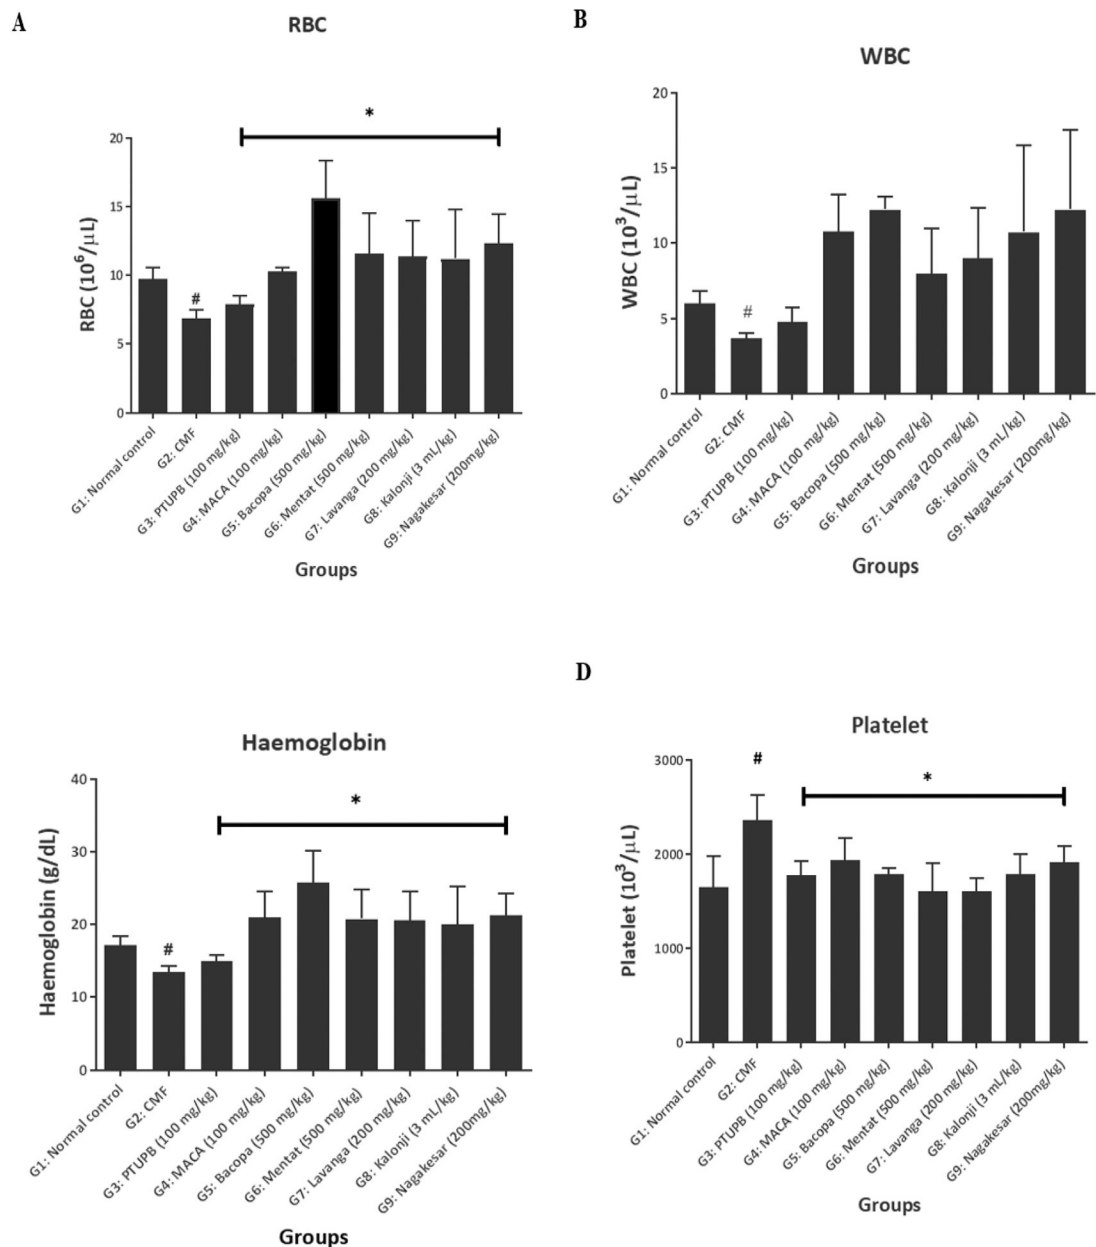 A
RBC
*
20
15
10
5
0
RBC (10⁶/μL)
#
G1: Normal control
G2: CMF
G3: PTUPB (100 mg/kg)
G4: MACA (100 mg/kg)
G5: Bacopa (500 mg/kg)
G6: Mentat (500 mg/kg)
G7: Lavanga (200 mg/kg)
G8: Kalonji (3 mL/kg)
G9: Nagakesar (200mg/kg)
Groups
B
WBC
20
15
10
5
0
WBC (10³/μL)
#
G1: Normal control
G2: CMF
G3: PTUPB (100 mg/kg)
G4: MACA (100 mg/kg)
G5: Bacopa (500 mg/kg)
G6: Mentat (500 mg/kg)
G7: Lavanga (200 mg/kg)
G8: Kalonji (3 mL/kg)
G9: Nagakesar (200mg/kg)
Groups
Haemoglobin
*
40
30
20
10
0
Haemoglobin (g/dL)
#
G1: Normal control
G2: CMF
G3: PTUPB (100 mg/kg)
G4: MACA (100 mg/kg)
G5: Bacopa (500 mg/kg)
G6: Mentat (500 mg/kg)
G7: Lavanga (200 mg/kg)
G8: Kalonji (3 mL/kg)
G9: Nagakesar (200mg/kg)
Groups
D
Platelet
#
*
3000
2000
1000
0
Platelet (10³/μL)
G1: Normal control
G2: CMF
G3: PTUPB (100 mg/kg)
G4: MACA (100 mg/kg)
G5: Bacopa (500 mg/kg)
G6: Mentat (500 mg/kg)
G7: Lavanga (200 mg/kg)
G8: Kalonji (3 mL/kg)
G9: Nagakesar (200mg/kg)
Groups